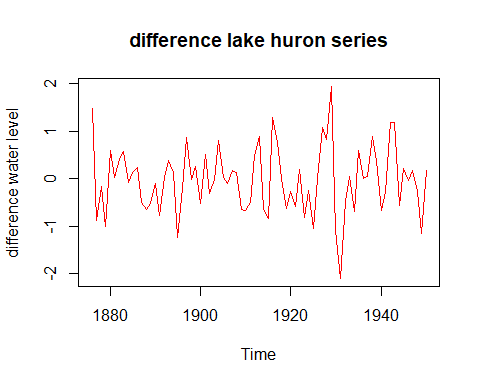 difference lake huron series
difference water level
2
1
0
-1
-2
1880 1900 1920 1940
Time